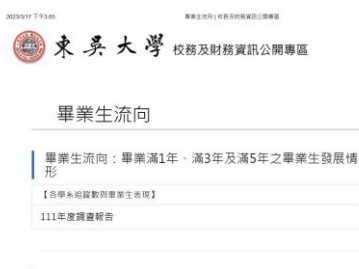 2023/3/17 下午3:05
畢業生流向 | 校務及財務資訊公開專區
東吳大學 校務及財務資訊公開專區
畢業生流向
畢業生流向：畢業滿1年、滿3年及滿5年之畢業生發展情
形
【各學系追蹤數與畢業生表現】
111年度調查報告